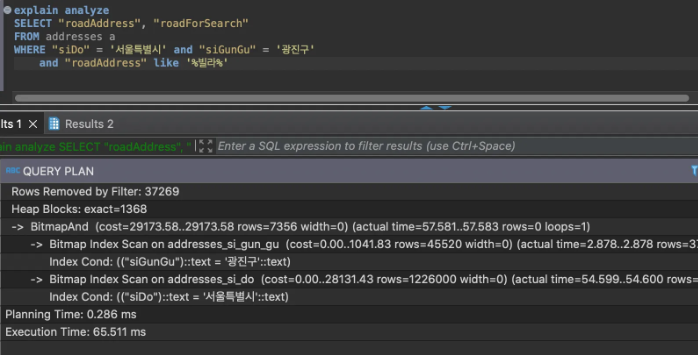 explain analyze
SELECT "roadAddress", "roadForSearch"
FROM addresses a
WHERE "siDo" = '서울특별시' and "siGunGu" = '광진구'
and "roadAddress" like '%빌라%'
lts 1 Results 2
in analyze SELECT "roadAddress", " Enter a SQL expression to filter results (use Ctrl+Space)
ABC QUERY PLAN
Rows Removed by Filter: 37269
Heap Blocks: exact=1368
-> BitmapAnd (cost=29173.58..29173.58 rows=7356 width=0) (actual time=57.581..57.583 rows=0 loops=1)
-> Bitmap Index Scan on addresses_si_gun_gu (cost=0.00..1041.83 rows=45520 width=0) (actual time=2.878..2.878 rows=37
Index Cond: (("siGunGu")::text = '광진구'::text)
-> Bitmap Index Scan on addresses_si_do (cost=0.00..28131.43 rows=1226000 width=0) (actual time=54.599..54.600 rows=
Index Cond: (("siDo")::text = '서울특별시'::text)
Planning Time: 0.286 ms
Execution Time: 65.511 ms